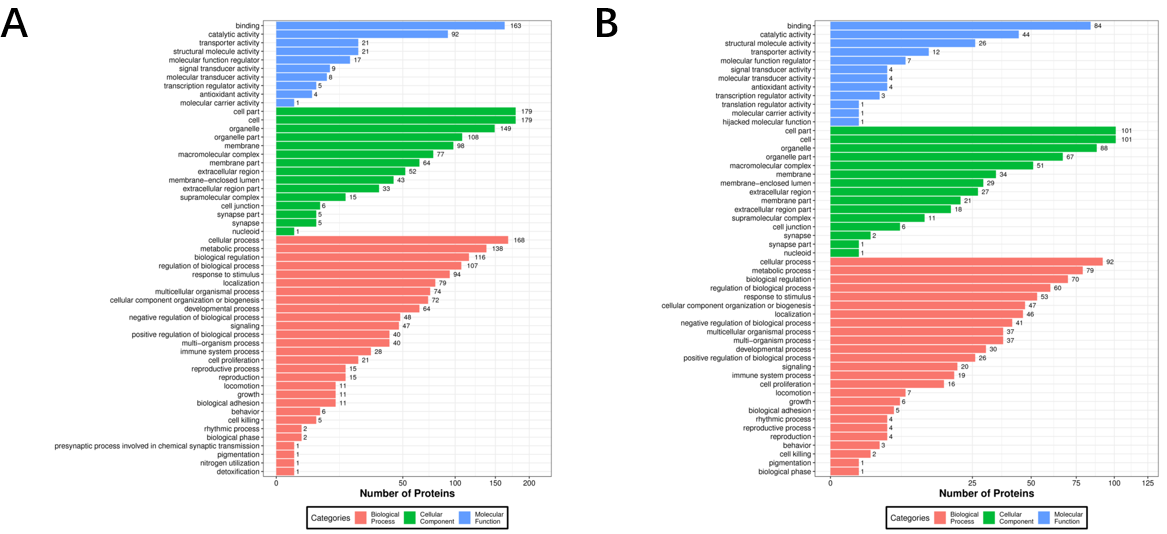 A
binding 163
catalytic activity 92
transporter activity 21
structural molecule activity 21
molecular function regulator 17
signal transducer activity 9
molecular transducer activity 8
transcription regulator activity 5
antioxidant activity 4
molecular carrier activity 1
cell part 179
cell 179
organelle 149
organelle part 108
membrane 98
macromolecular complex 77
membrane part 64
extracellular region 52
membrane−enclosed lumen 43
extracellular region part 33
supramolecular complex 15
cell junction 6
synapse part 5
synapse 5
nucleoid 1
cellular process 168
metabolic process 138
biological regulation 116
regulation of biological process 107
response to stimulus 94
localization 79
multicellular organismal process 74
cellular component organization or biogenesis 72
developmental process 64
negative regulation of biological process 48
signaling 47
positive regulation of biological process 40
multi−organism process 40
immune system process 28
cell proliferation 21
reproductive process 15
reproduction 15
locomotion 11
growth 11
biological adhesion 11
behavior 6
cell killing 5
rhythmic process 2
biological phase 2
presynaptic process involved in chemical synaptic transmission 1
pigmentation 1
nitrogen utilization 1
detoxification 1
0 50 100 150 200
Number of Proteins
Categories Biological Process Cellular Component Molecular Function
B
binding 84
catalytic activity 44
structural molecule activity 26
transporter activity 12
molecular function regulator 7
signal transducer activity 4
molecular transducer activity 4
antioxidant activity 4
transcription regulator activity 3
translation regulator activity 1
molecular carrier activity 1
hijacked molecular function 1
cell part 101
cell 101
organelle 88
organelle part 67
macromolecular complex 51
membrane 34
membrane−enclosed lumen 29
extracellular region 27
membrane part 21
extracellular region part 18
supramolecular complex 11
cell junction 6
synapse 2
synapse part 1
nucleoid 1
cellular process 92
metabolic process 79
biological regulation 70
regulation of biological process 60
response to stimulus 53
cellular component organization or biogenesis 47
localization 46
negative regulation of biological process 41
multicellular organismal process 37
multi−organism process 37
developmental process 30
positive regulation of biological process 26
signaling 20
immune system process 19
cell proliferation 16
locomotion 7
growth 6
biological adhesion 5
rhythmic process 4
reproductive process 4
reproduction 4
behavior 3
cell killing 2
pigmentation 1
biological phase 1
0 25 50 75 100 125
Number of Proteins
Categories Biological Process Cellular Component Molecular Function